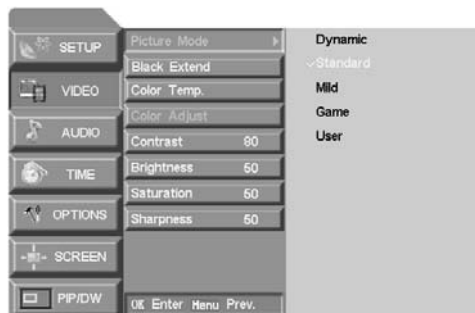 SETUP
VIDEO
AUDIO
TIME
OPTIONS
SCREEN
PIP/DW
Picture Mode
Black Extend
Color Temp.
Color Adjust
Contrast 80
Brightness 50
Saturation 50
Sharpness 50
OK Enter Menu Prev.
Dynamic
✓Standard
Mild
Game
User